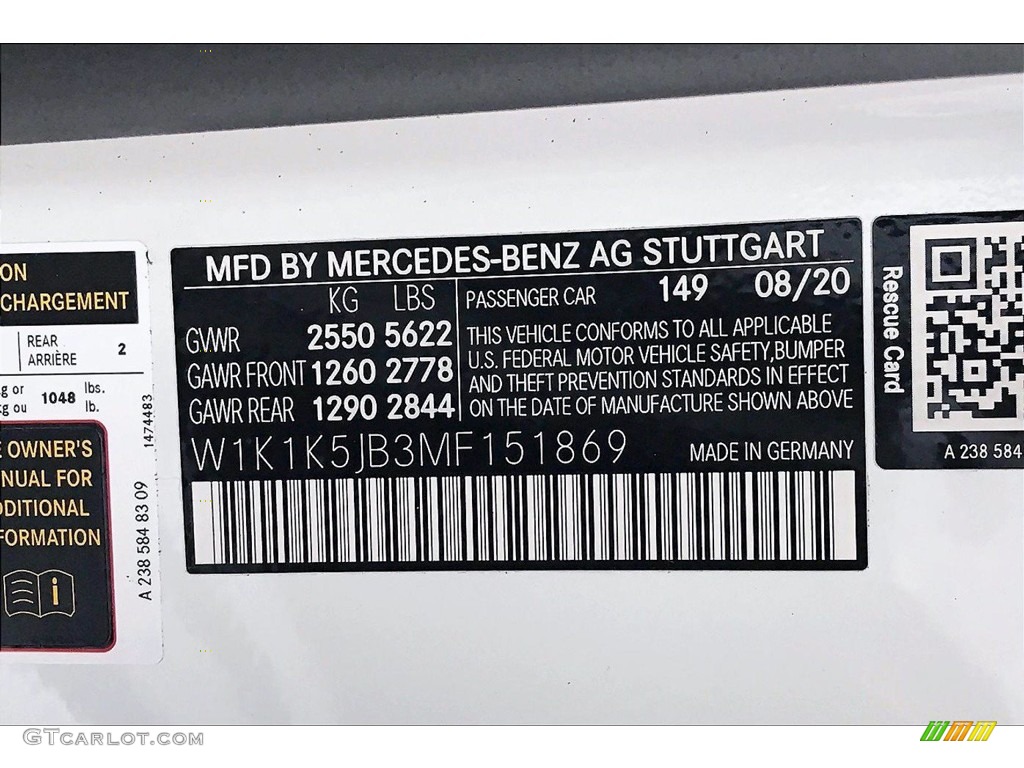 ON
CHARGEMENT
REAR
ARRIÈRE
2
kg or
kg ou
1048
lbs.
lb.
OWNER'S
FORMATION
i
1474483
A 238 584 83 09
MFD BY MERCEDES-BENZ AG STUTTGART
KG LBS
GVWR 2550 5622
GAWR FRONT 1260 2778
GAWR REAR 1290 2844
PASSENGER CAR 149 08/20
THIS VEHICLE CONFORMS TO ALL APPLICABLE
U.S. FEDERAL MOTOR VEHICLE SAFETY,BUMPER
AND THEFT PREVENTION STANDARDS IN EFFECT
ON THE DATE OF MANUFACTURE SHOWN ABOVE
W1K1K5JB3MF151869
MADE IN GERMANY
Rescue Card
A 238 584
GTCARLOT.COM